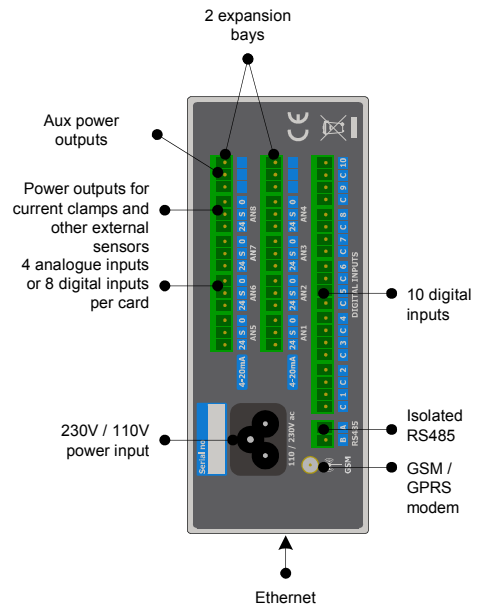 2 expansion
bays
Aux power
outputs
Power outputs for
current clamps and
other external
sensors
4 analogue inputs
or 8 digital inputs
per card
230V / 110V
power input
10 digital
inputs
Isolated
RS485
GSM /
GPRS
modem
Ethernet
CE
4-20mA 24 S 0 24 S 0 24 S 0 24 S 0
AN5 AN6 AN7 AN8
4-20mA 24 S 0 24 S 0 24 S 0 24 S 0
AN1 AN2 AN3 AN4
B A C 1 C 2 C 3 C 4 C 5 C 6 C 7 C 8 C 9 C 10
RS485 DIGITAL INPUTS
Serial no
110 / 230V ac
GSM